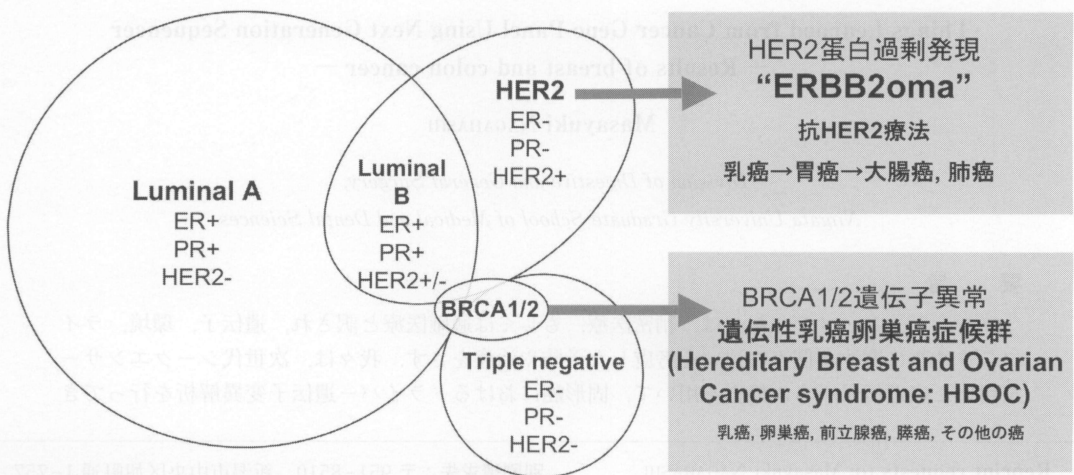 Luminal A
ER+
PR+
HER2-
Luminal
B
ER+
PR+
HER2+/-
HER2
ER-
PR-
HER2+
BRCA1/2
Triple negative
ER-
PR-
HER2-
HER2蛋白過剰発現
“ERBB2oma”
抗HER2療法
乳癌→胃癌→大腸癌, 肺癌
BRCA1/2遺伝子異常
遺伝性乳癌卵巣癌症候群
(Hereditary Breast and Ovarian
Cancer syndrome: HBOC)
乳癌, 卵巣癌, 前立腺癌, 膵癌, その他の癌